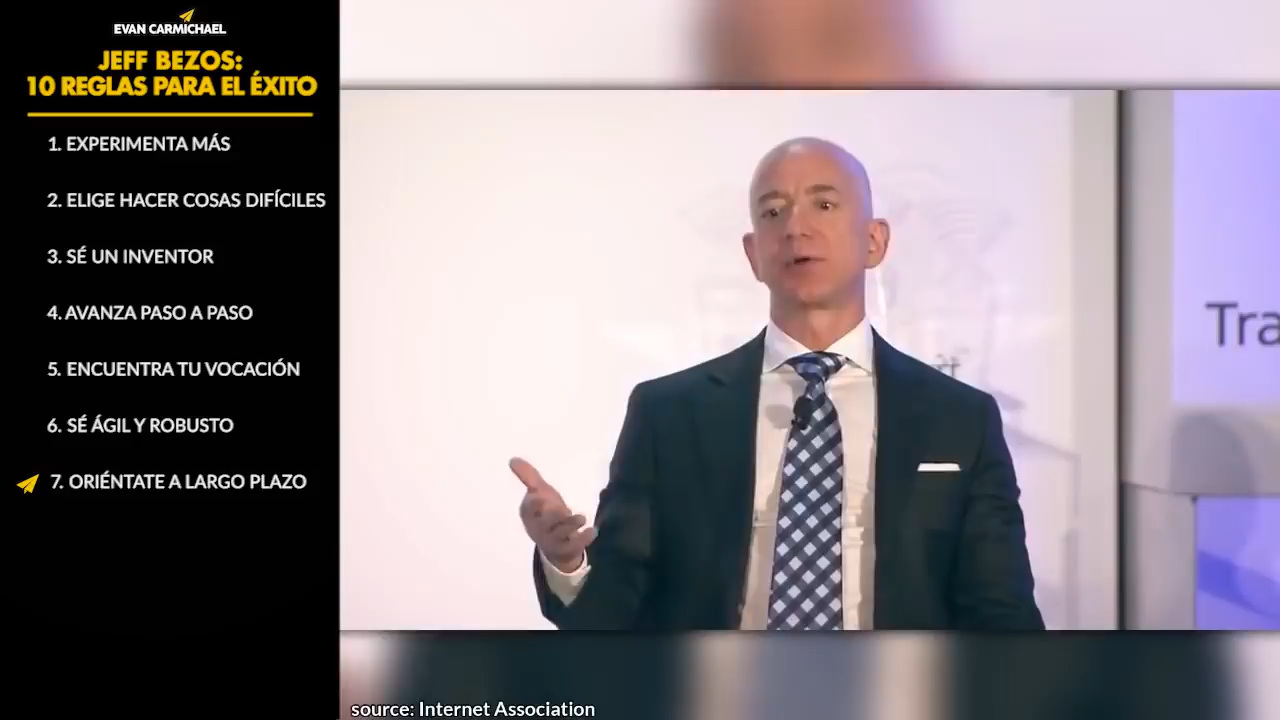 EVAN CARMICHAEL
JEFF BEZOS:
10 REGLAS PARA EL ÉXITO
1. EXPERIMENTA MÁS
2. ELIGE HACER COSAS DIFÍCILES
3. SÉ UN INVENTOR
4. AVANZA PASO A PASO
5. ENCUENTRA TU VOCACIÓN
6. SÉ ÁGIL Y ROBUSTO
7. ORIÉNTATE A LARGO PLAZO
Tra
source: Internet Association